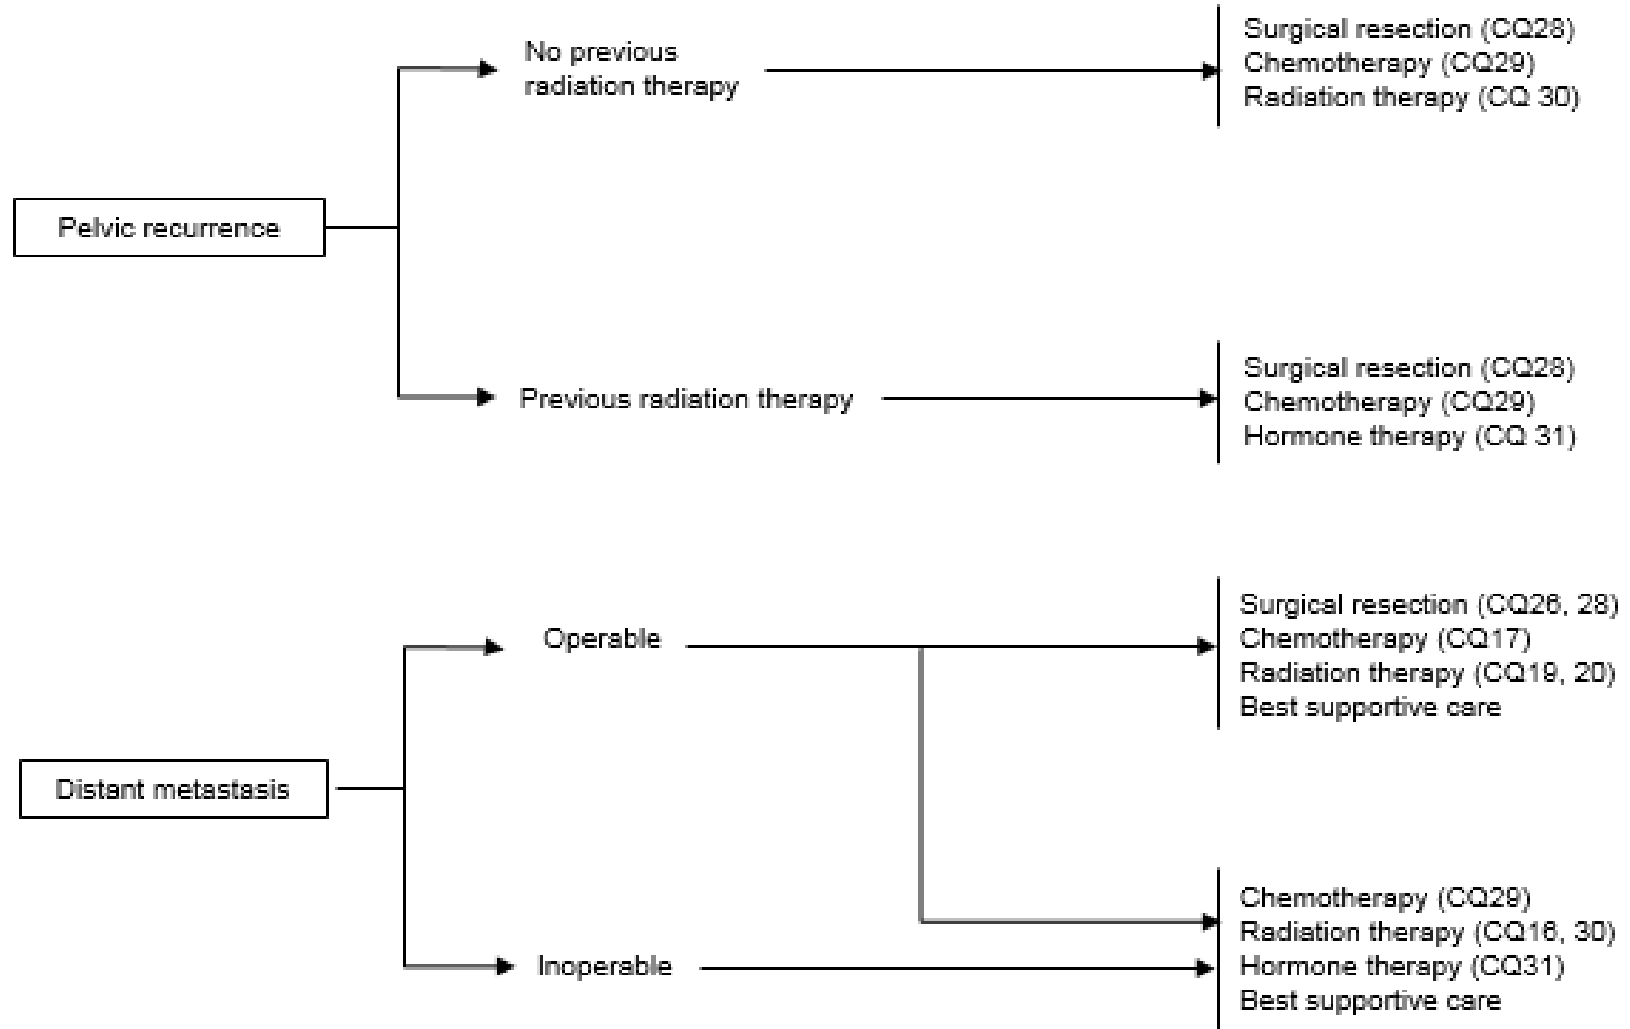 No previous
radiation therapy
Surgical resection (CQ28)
Chemotherapy (CQ29)
Radiation therapy (CQ 30)
Pelvic recurrence
Previous radiation therapy
Surgical resection (CQ28)
Chemotherapy (CQ29)
Hormone therapy (CQ 31)
Distant metastasis
Operable
Surgical resection (CQ26, 28)
Chemotherapy (CQ17)
Radiation therapy (CQ19, 20)
Best supportive care
Inoperable
Chemotherapy (CQ29)
Radiation therapy (CQ16, 30)
Hormone therapy (CQ31)
Best supportive care